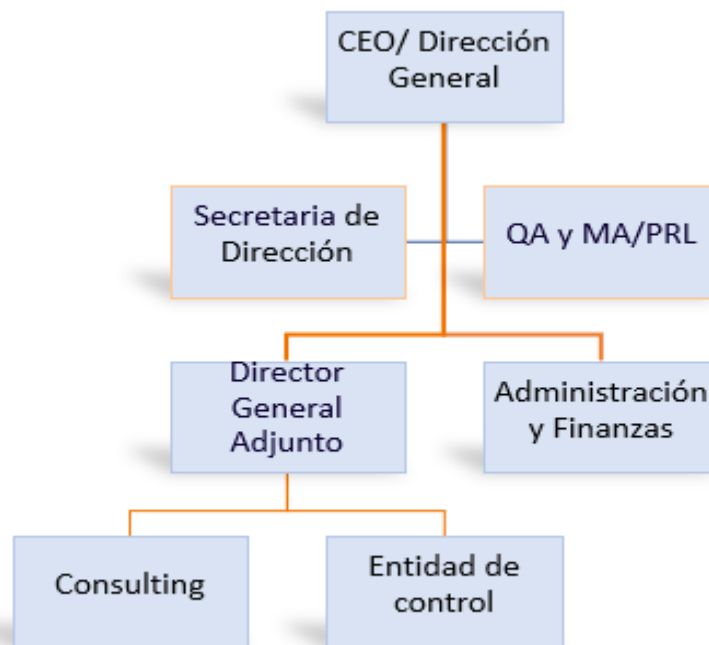 CEO/ Dirección
General
Secretaria de
Dirección
QA y MA/PRL
Director
General
Adjunto
Administración
y Finanzas
Consulting
Entidad de
control